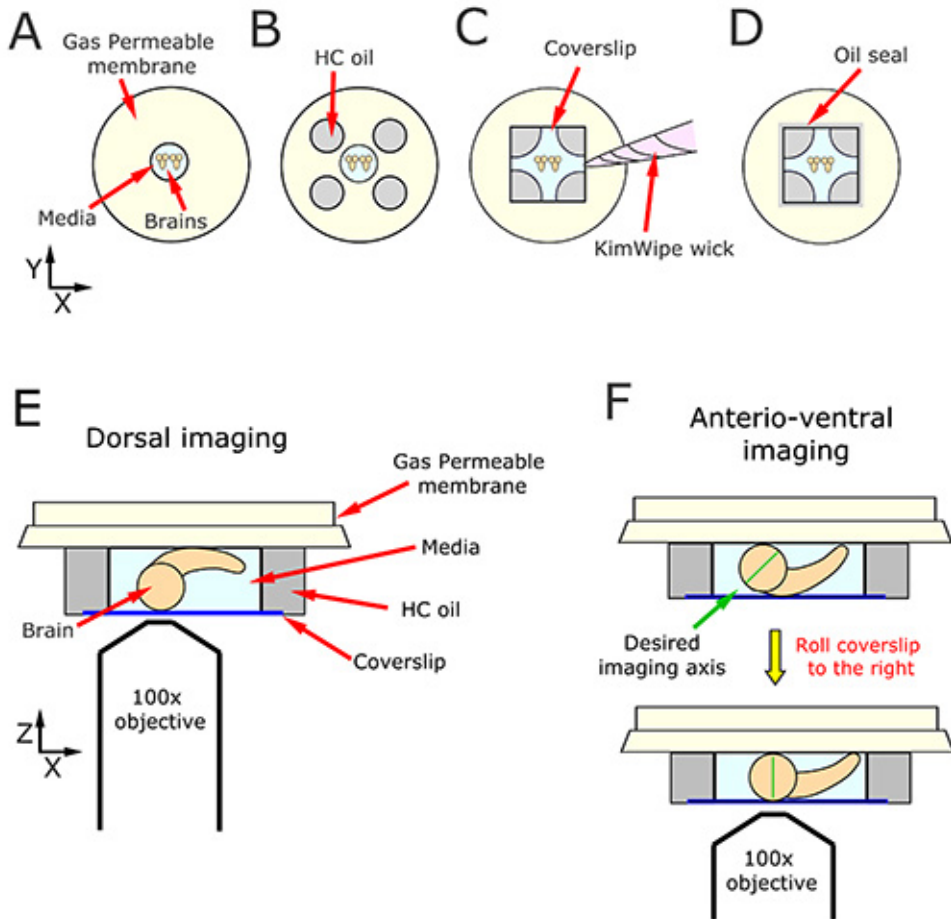 A
Gas Permeable
membrane
Media
Brains
B
HC oil
C
Coverslip
KimWipe wick
D
Oil seal
Y
X
E
Dorsal imaging
Gas Permeable
membrane
Media
HC oil
Brain
Coverslip
100x
objective
Z
X
F
Anterio-ventral
imaging
Desired
imaging axis
Roll coverslip
to the right
100x
objective